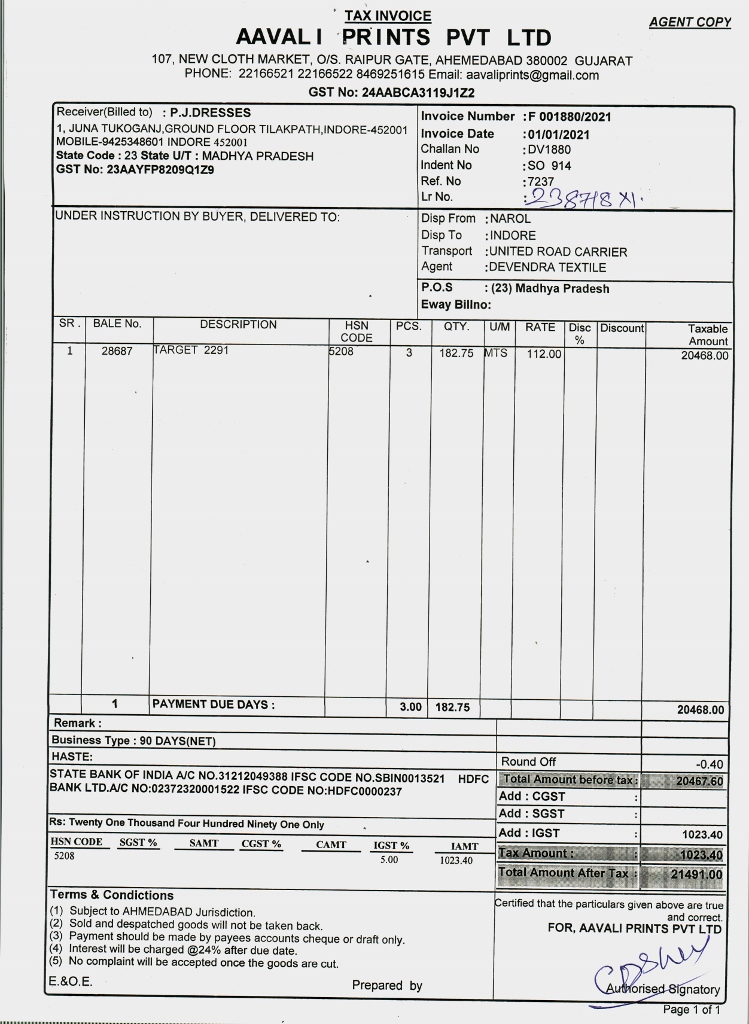 TAX INVOICE
AGENT COPY
AAVALI PRINTS PVT LTD
107, NEW CLOTH MARKET, O/S. RAIPUR GATE, AHEMEDABAD 380002 GUJARAT
PHONE: 22166521 22166522 8469251615 Email: aavaliprints@gmail.com
GST No: 24AABCA3119J1Z2
Receiver(Billed to) : P.J.DRESSES
1, JUNA TUKOGANJ,GROUND FLOOR TILAKPATH,INDORE-452001
MOBILE-9425348601 INDORE 452001
State Code : 23 State U/T : MADHYA PRADESH
GST No: 23AAYFP8209Q1Z9
Invoice Number : F 001880/2021
Invoice Date : 01/01/2021
Challan No : DV1880
Indent No : SO 914
Ref. No : 7237
Lr No. :
UNDER INSTRUCTION BY BUYER, DELIVERED TO:
Disp From : NAROL
Disp To : INDORE
Transport : UNITED ROAD CARRIER
Agent : DEVENDRA TEXTILE
P.O.S : (23) Madhya Pradesh
Eway Billno:
SR. BALE No. DESCRIPTION HSN CODE PCS. QTY. U/M RATE Disc % Discount Taxable Amount
1 28687 TARGET 2291 5208 3 182.75 MTS 112.00 20468.00
1 PAYMENT DUE DAYS : 3.00 182.75 20468.00
Remark :
Business Type : 90 DAYS(NET)
HASTE:
STATE BANK OF INDIA A/C NO.31212049388 IFSC CODE NO.SBIN0013521 HDFC
BANK LTD.A/C NO:02372320001522 IFSC CODE NO:HDFC0000237
Round Off -0.40
Total Amount before tax : 20467.60
Add : CGST :
Add : SGST :
Add : IGST : 1023.40
Tax Amount : 1023.40
Total Amount After Tax : 21491.00
Rs: Twenty One Thousand Four Hundred Ninety One Only
HSN CODE SGST % SAMT CGST % CAMT IGST % IAMT
5208 5.00 1023.40
Terms & Conditions
(1) Subject to AHMEDABAD Jurisdiction.
(2) Sold and despatched goods will not be taken back.
(3) Payment should be made by payees accounts cheque or draft only.
(4) Interest will be charged @24% after due date.
(5) No complaint will be accepted once the goods are cut.
E.&O.E.
Prepared by
Certified that the particulars given above are true
and correct.
FOR, AAVALI PRINTS PVT LTD
Authorised Signatory
Page 1 of 1